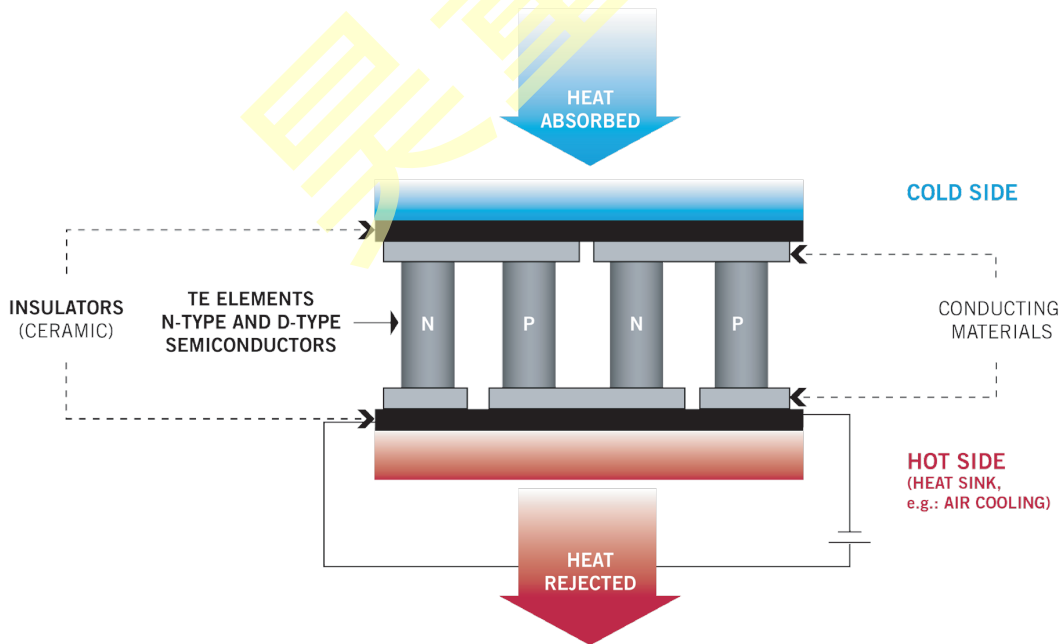 HEAT
ABSORBED
COLD SIDE
INSULATORS
(CERAMIC)
TE ELEMENTS
N-TYPE AND D-TYPE
SEMICONDUCTORS
N
P
N
P
CONDUCTING
MATERIALS
HOT SIDE
(HEAT SINK,
e.g.: AIR COOLING)
HEAT
REJECTED